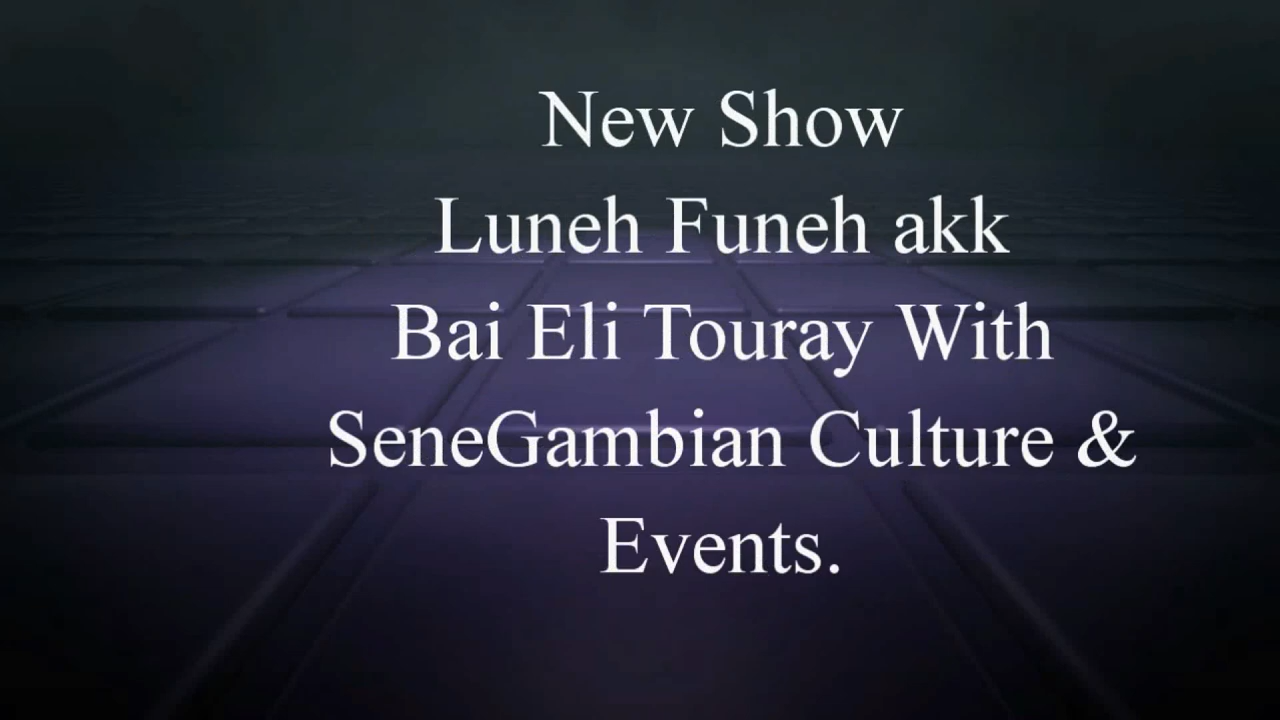 New Show
Luneh Funeh akk
Bai Eli Touray With
SeneGambian Culture &
Events.